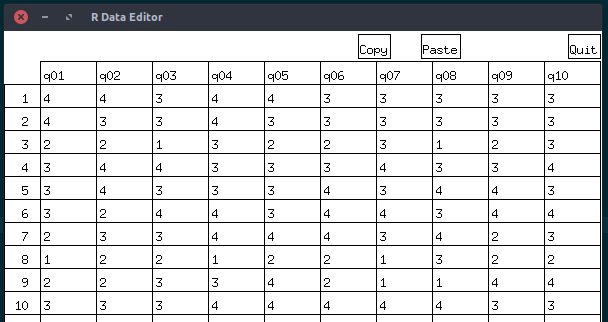 R Data Editor
Copy Paste Quit
q01 q02 q03 q04 q05 q06 q07 q08 q09 q10
1 4 4 3 4 4 3 3 3 3 3
2 4 3 3 4 3 3 3 3 3 3
3 2 2 1 3 2 2 3 1 2 3
4 3 4 4 3 3 3 4 3 3 4
5 3 4 3 3 3 4 3 4 4 3
6 3 2 4 4 3 4 4 3 4 4
7 2 3 3 4 4 4 3 4 2 3
8 1 2 2 1 2 2 1 3 2 2
9 2 2 3 3 4 2 1 1 4 4
10 3 3 3 4 4 4 4 4 3 3